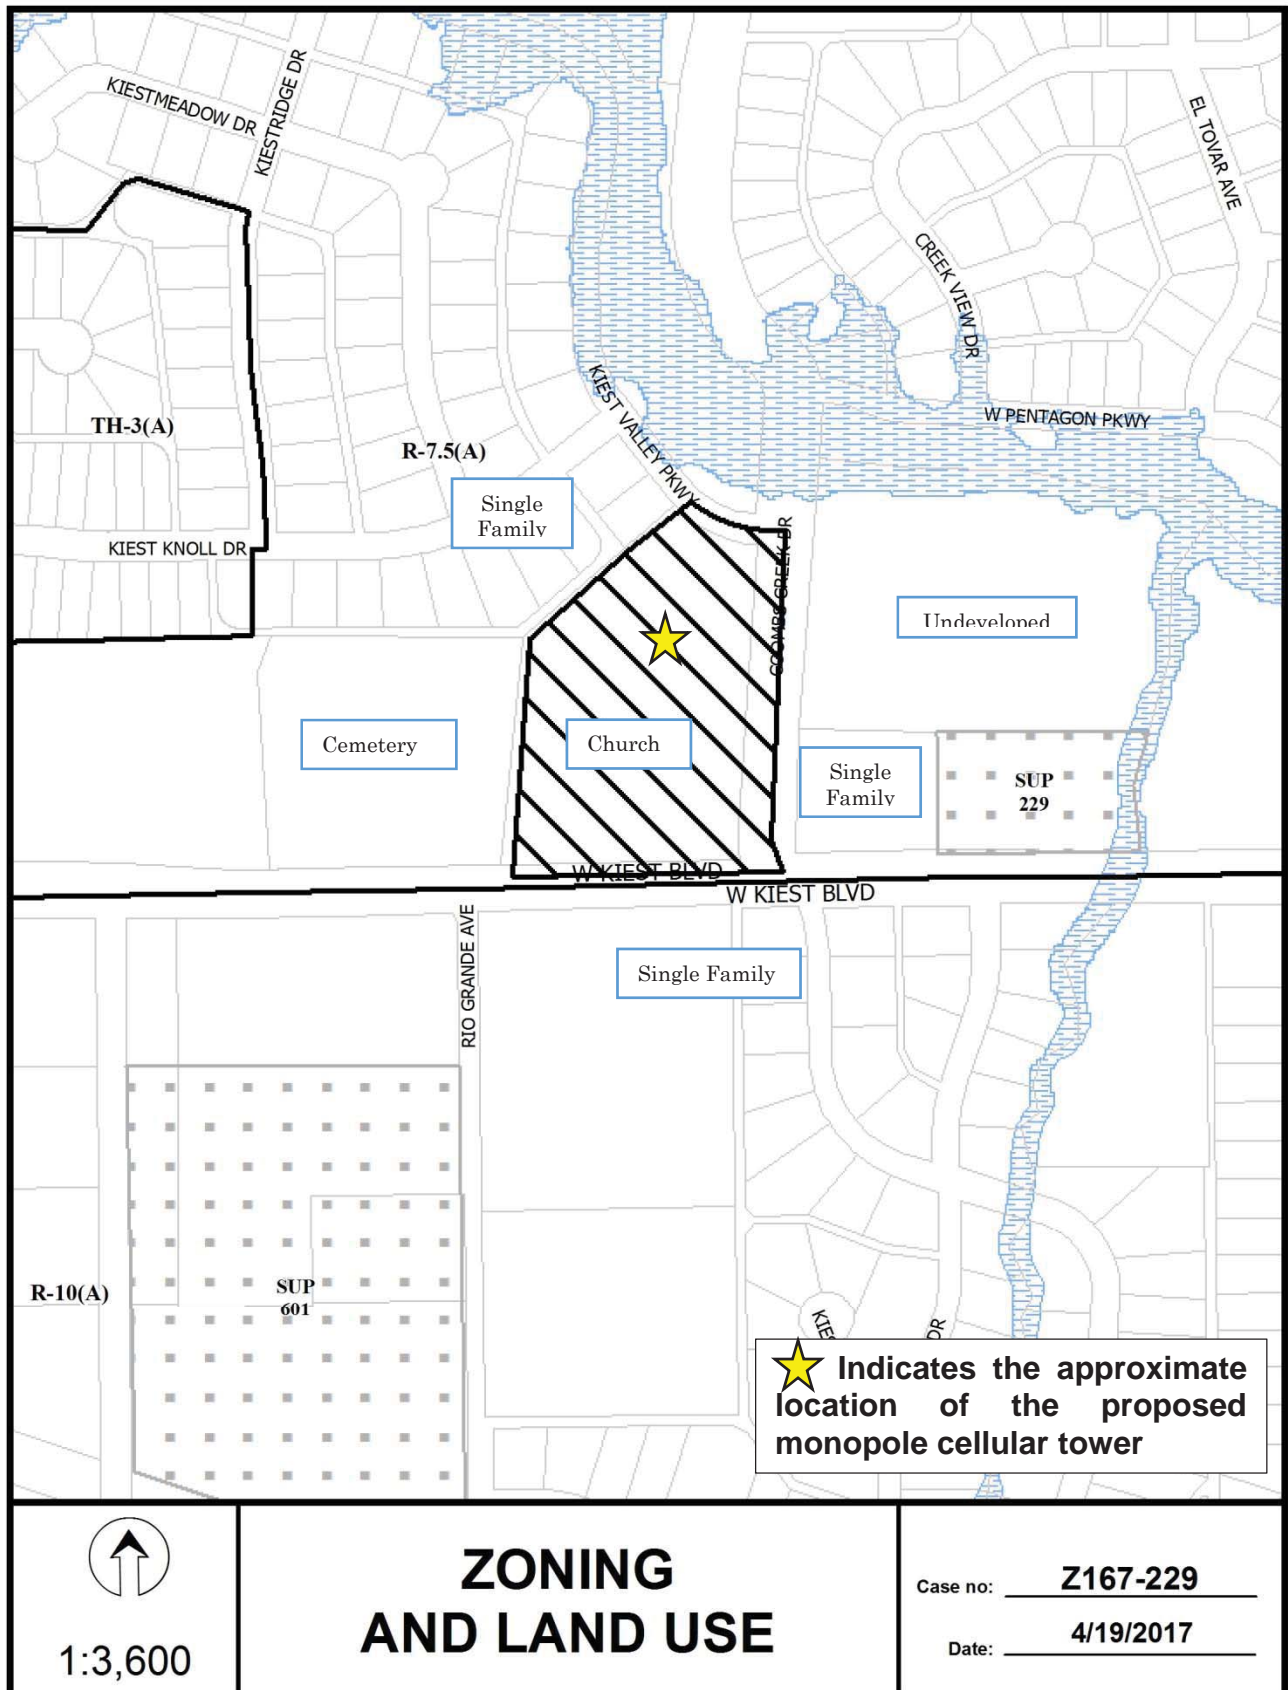 KIESTMEADOW DR
KIESTRIDGE DR
EL TOVAR AVE
CREEK VIEW DR
KIEST VALLEY PKWY
W PENTAGON PKWY
TH-3(A)
R-7.5(A)
Single
Family
KIEST KNOLL DR
COOMBS CREEK DR
Undeveloped
Cemetery
Church
Single
Family
SUP
229
W KIEST BLVD
W KIEST BLVD
RIO GRANDE AVE
Single Family
R-10(A)
SUP
601
DR
Indicates the approximate
location of the proposed
monopole cellular tower
1:3,600
ZONING
AND LAND USE
Case no: Z167-229
Date: 4/19/2017